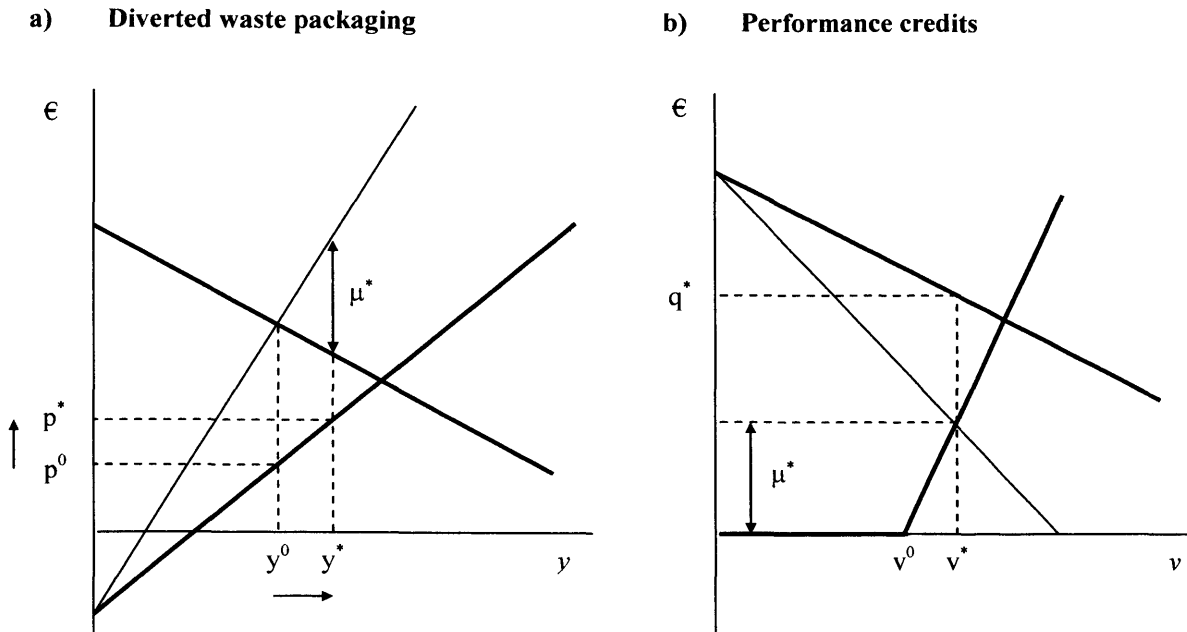 a) Diverted waste packaging
€
μ*
p*
p⁰
y⁰ y* y
b) Performance credits
€
q*
μ*
v⁰ v* v